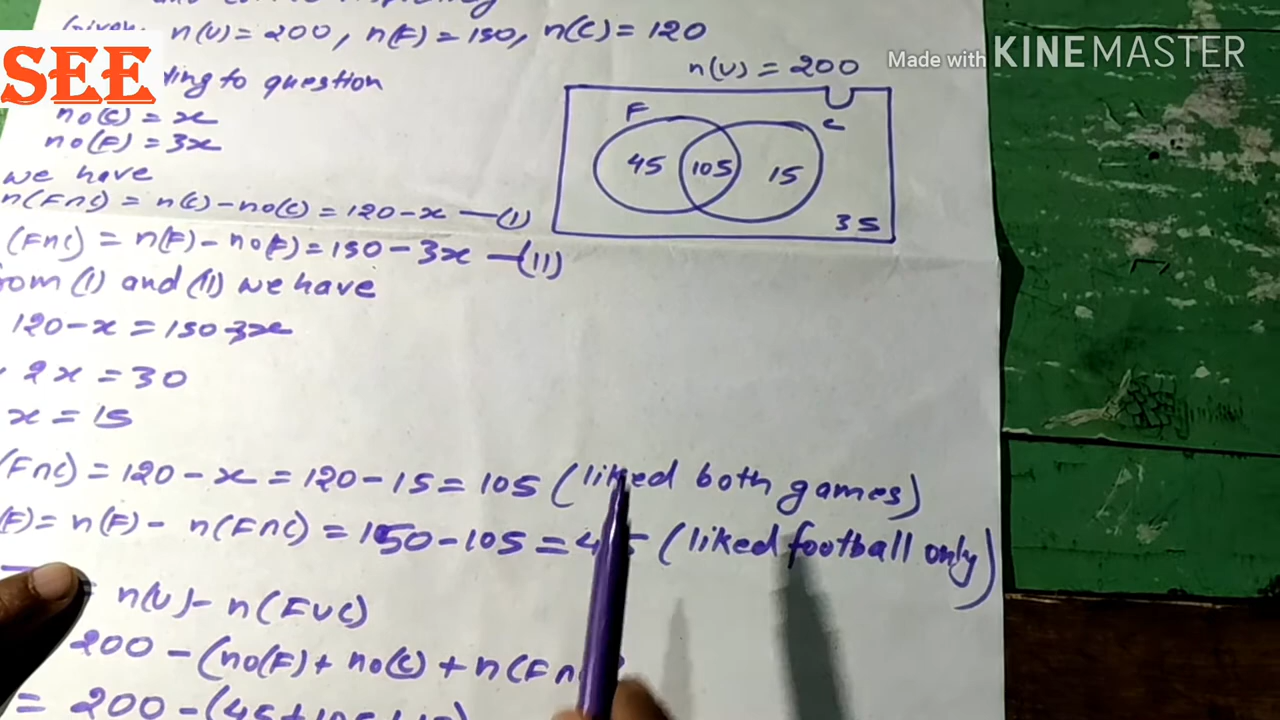 and
Given, n(U) = 200, n(F) = 150, n(C) = 120
Made with KINEMASTER
SEE
n(U) = 200
to question
no(C) = x
no(F) = 3x
F
C
45 105 15
35
we have
n(F∩C) = n(C) - no(C) = 120 - x —(I)
(F∩C) = n(F) - no(F) = 150 - 3x —(II)
(I) and (II) we have
120 - x = 150 - 3x
2x = 30
x = 15
(F∩C) = 120 - x = 120 - 15 = 105 (liked both games)
(F) = n(F) - n(F∩C) = 150 - 105 = 45 (liked football only)
= n(U) - n(F∪C)
200 - (no(F) + no(C) + n(F∩
= 200 - (45 +